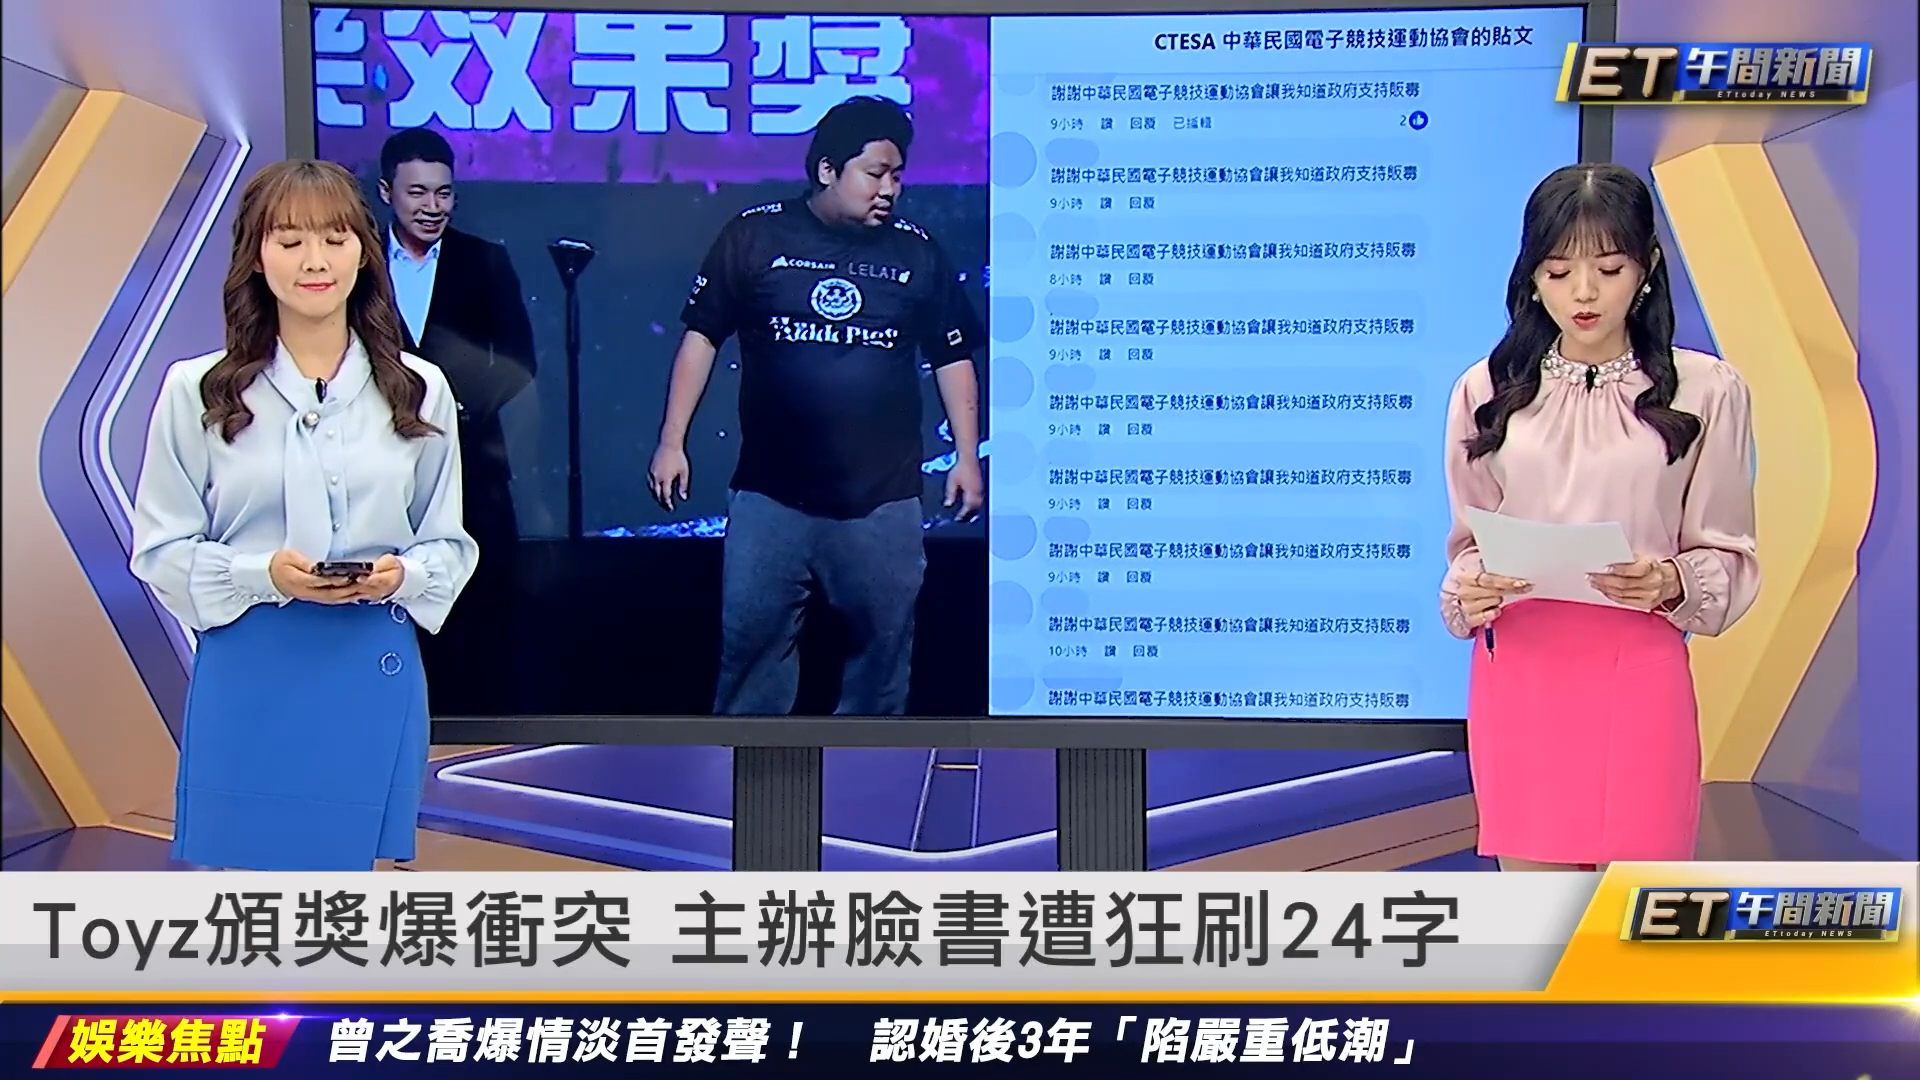 效果獎
CORSAIR LELAI
CTESA 中華民國電子競技運動協會的貼文
謝謝中華民國電子競技運動協會讓我知道政府支持販毒
9小時 讚 回覆 已編輯 2
謝謝中華民國電子競技運動協會讓我知道政府支持販毒
9小時 讚 回覆
謝謝中華民國電子競技運動協會讓我知道政府支持販毒
8小時 讚 回覆
謝謝中華民國電子競技運動協會讓我知道政府支持販毒
9小時 讚 回覆
謝謝中華民國電子競技運動協會讓我知道政府支持販毒
9小時 讚 回覆
謝謝中華民國電子競技運動協會讓我知道政府支持販毒
9小時 讚 回覆
謝謝中華民國電子競技運動協會讓我知道政府支持販毒
9小時 讚 回覆
謝謝中華民國電子競技運動協會讓我知道政府支持販毒
10小時 讚 回覆
謝謝中華民國電子競技運動協會讓我知道政府支持販毒
ET午間新聞
ETtoday NEWS
Toyz頒獎爆衝突 主辦臉書遭狂刷24字
ET午間新聞
ETtoday NEWS
娛樂焦點 曾之喬爆情淡首發聲！ 認婚後3年「陷嚴重低潮」